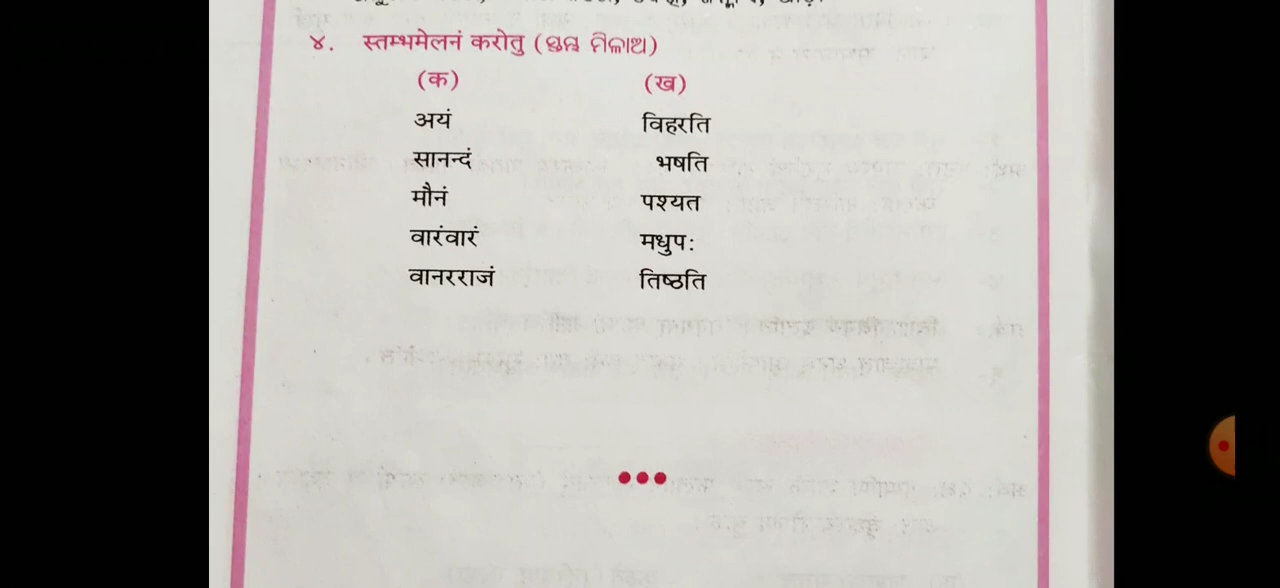 ४. स्तम्भमेलनं करोतु (ସ୍ତମ୍ଭ ମିଳାଅ)
(क) (ख)
अयं विहरति
सानन्दं भषति
मौनं पश्यत
वारंवारं मधुपः
वानरराजं तिष्ठति